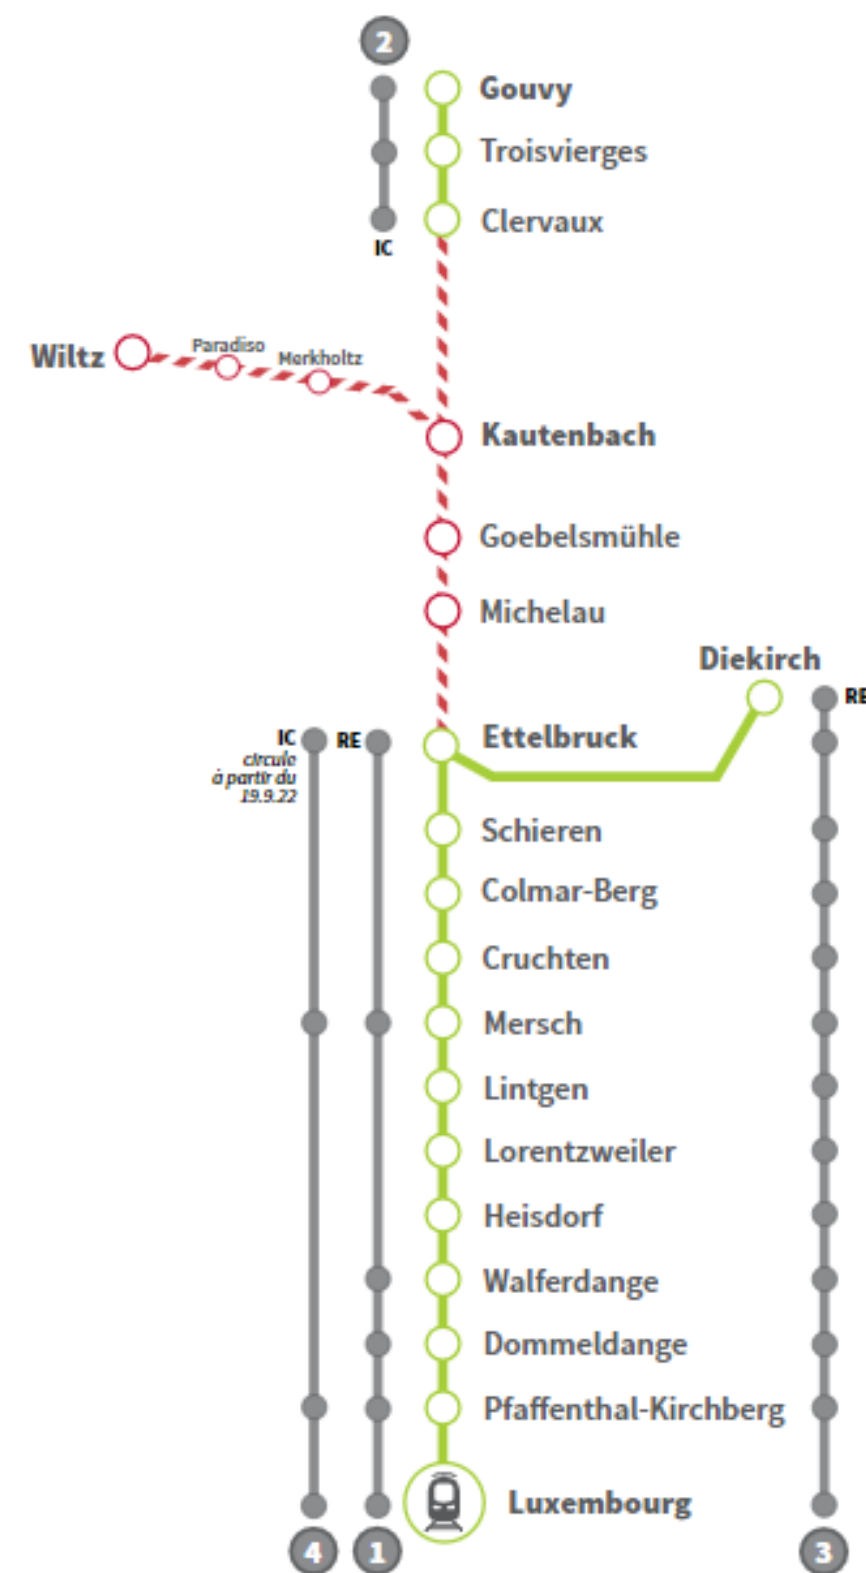 2
Gouvy
Troisvierges
Clervaux
IC
Wiltz
Paradiso
Merkholtz
Kautenbach
Goebelsmühle
Michelau
Diekirch
RE
IC
circule
à partir du
19.9.22
RE
Ettelbruck
Schieren
Colmar-Berg
Cruchten
Mersch
Lintgen
Lorentzweiler
Heisdorf
Walferdange
Dommeldange
Pfaffenthal-Kirchberg
Luxembourg
4
1
3